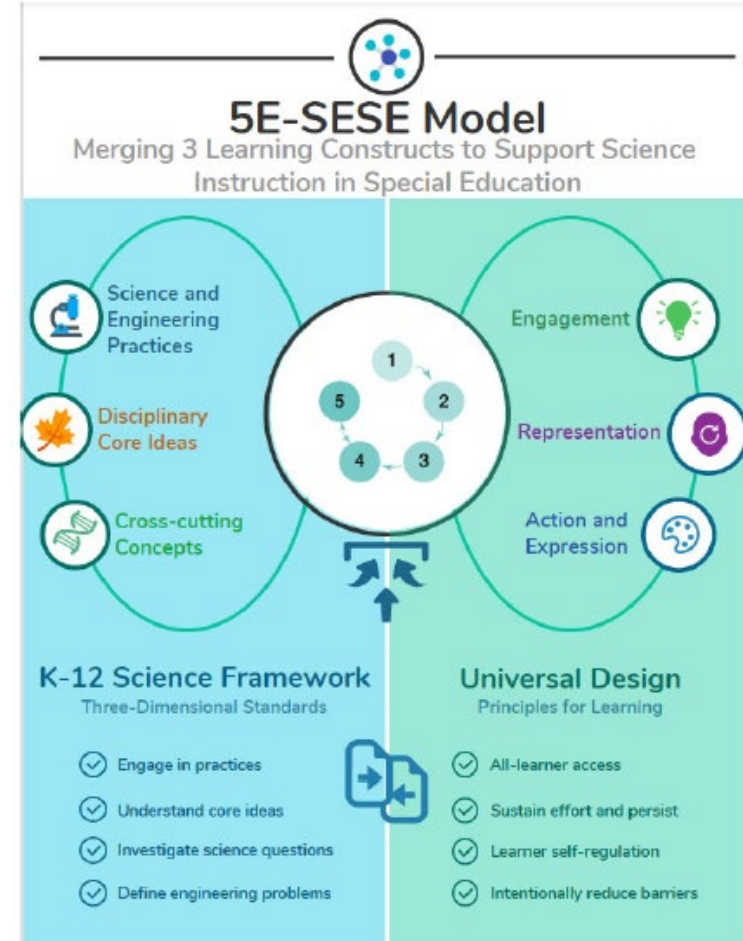 5E-SESE Model
Merging 3 Learning Constructs to Support Science
Instruction in Special Education
Science and
Engineering
Practices
Disciplinary
Core Ideas
Cross-cutting
Concepts
1
2
3
4
5
Engagement
Representation
Action and
Expression
K-12 Science Framework
Three-Dimensional Standards
Engage in practices
Understand core ideas
Investigate science questions
Define engineering problems
Universal Design
Principles for Learning
All-learner access
Sustain effort and persist
Learner self-regulation
Intentionally reduce barriers